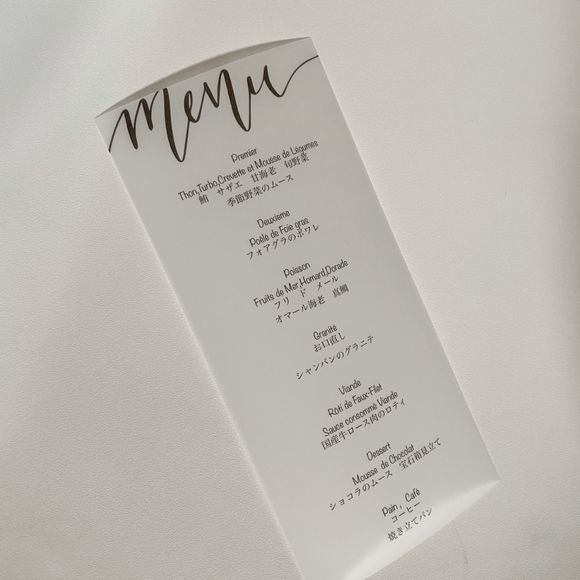 menu
Premier
Thon,Turbo,Crevette et Mousse de Légumes
鮪　サザエ　甘海老　旬野菜
季節野菜のムース
Deuxieme
Poêlé de Foie gras
フォアグラのポワレ
Poisson
Fruits de Mer,Homard,Dorade
フリ　ド　メール
オマール海老　真鯛
Granité
お口直し
シャンパンのグラニテ
Viande
Rôti de Faux-Filet
Sauce consommé Viande
国産牛ロース肉のロティ
Dessert
Mousse de Chocolat
ショコラのムース　宝石箱見立て
Pain , Café
コーヒー
焼き立てパン